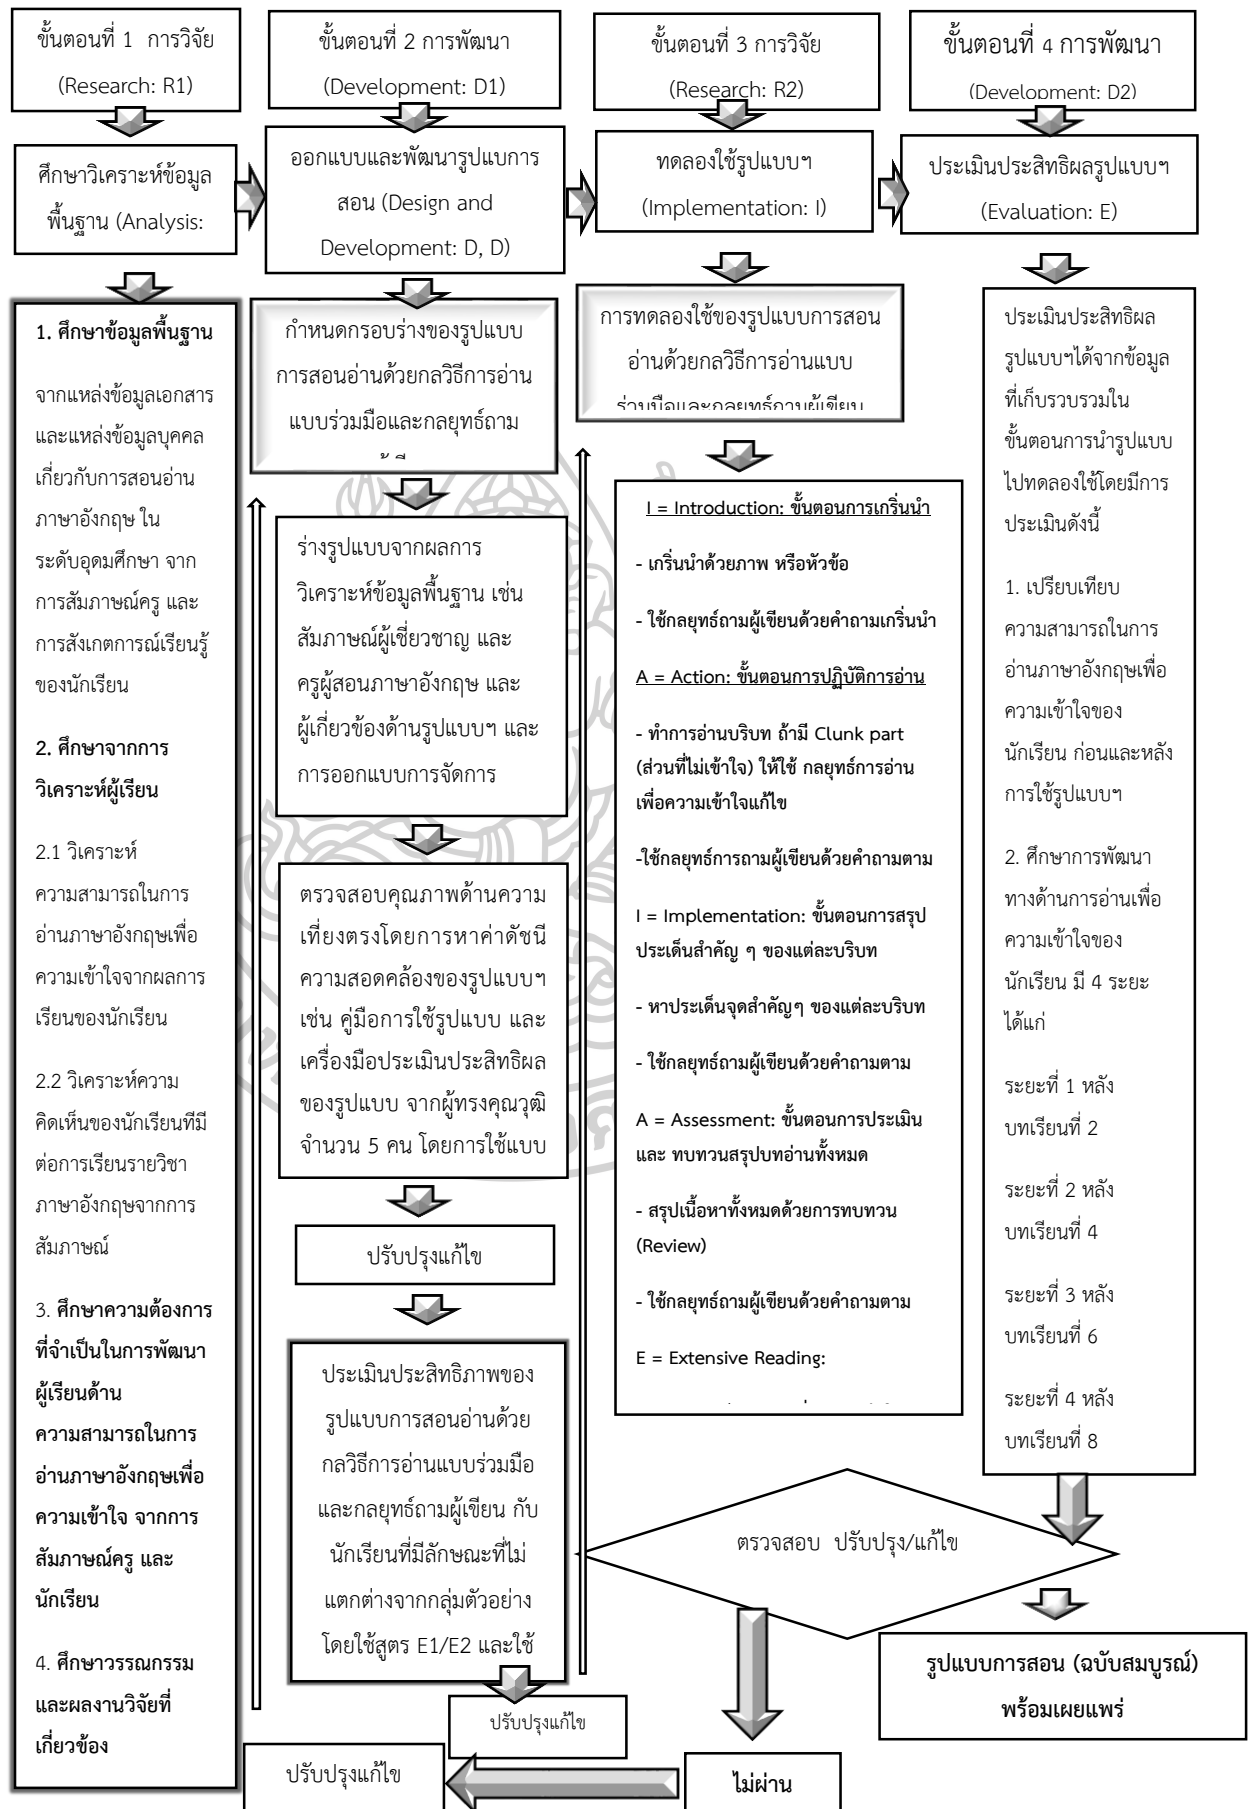 ขั้นตอนที่ 1 การวิจัย
(Research: R1)
ขั้นตอนที่ 2 การพัฒนา
(Development: D1)
ขั้นตอนที่ 3 การวิจัย
(Research: R2)
ขั้นตอนที่ 4 การพัฒนา
(Development: D2)
ศึกษาวิเคราะห์ข้อมูล
พื้นฐาน (Analysis:
ออกแบบและพัฒนารูปแบบการ
สอน (Design and
Development: D, D)
ทดลองใช้รูปแบบฯ
(Implementation: I)
ประเมินประสิทธิผลรูปแบบฯ
(Evaluation: E)
1. ศึกษาข้อมูลพื้นฐาน
จากแหล่งข้อมูลเอกสาร
และแหล่งข้อมูลบุคคล
เกี่ยวกับการสอนอ่าน
ภาษาอังกฤษ ใน
ระดับอุดมศึกษา จาก
การสัมภาษณ์ครู และ
การสังเกตการณ์เรียนรู้
ของนักเรียน
2. ศึกษาจากการ
วิเคราะห์ผู้เรียน
2.1 วิเคราะห์
ความสามารถในการ
อ่านภาษาอังกฤษเพื่อ
ความเข้าใจจากผลการ
เรียนของนักเรียน
2.2 วิเคราะห์ความ
คิดเห็นของนักเรียนทีมี
ต่อการเรียนรายวิชา
ภาษาอังกฤษจากการ
สัมภาษณ์
3. ศึกษาความต้องการ
ที่จำเป็นในการพัฒนา
ผู้เรียนด้าน
ความสามารถในการ
อ่านภาษาอังกฤษเพื่อ
ความเข้าใจ จากการ
สัมภาษณ์ครู และ
นักเรียน
4. ศึกษาวรรณกรรม
และผลงานวิจัยที่
เกี่ยวข้อง
กำหนดกรอบร่างของรูปแบบ
การสอนอ่านด้วยกลวิธีการอ่าน
แบบร่วมมือและกลยุทธ์ถาม
ร่างรูปแบบจากผลการ
วิเคราะห์ข้อมูลพื้นฐาน เช่น
สัมภาษณ์ผู้เชี่ยวชาญ และ
ครูผู้สอนภาษาอังกฤษ และ
ผู้เกี่ยวข้องด้านรูปแบบฯ และ
การออกแบบการจัดการ
ตรวจสอบคุณภาพด้านความ
เที่ยงตรงโดยการหาค่าดัชนี
ความสอดคล้องของรูปแบบฯ
เช่น คู่มือการใช้รูปแบบ และ
เครื่องมือประเมินประสิทธิผล
ของรูปแบบ จากผู้ทรงคุณวุฒิ
จำนวน 5 คน โดยการใช้แบบ
ปรับปรุงแก้ไข
ประเมินประสิทธิภาพของ
รูปแบบการสอนอ่านด้วย
กลวิธีการอ่านแบบร่วมมือ
และกลยุทธ์ถามผู้เขียน กับ
นักเรียนที่มีลักษณะที่ไม่
แตกต่างจากกลุ่มตัวอย่าง
โดยใช้สูตร E1/E2 และใช้
ปรับปรุงแก้ไข
การทดลองใช้ของรูปแบบการสอน
อ่านด้วยกลวิธีการอ่านแบบ
ร่วมมือและกลยุทธ์ถามผู้เขียน
I = Introduction: ขั้นตอนการเกริ่นนำ
- เกริ่นนำด้วยภาพ หรือหัวข้อ
- ใช้กลยุทธ์ถามผู้เขียนด้วยคำถามเกริ่นนำ
A = Action: ขั้นตอนการปฏิบัติการอ่าน
- ทำการอ่านบริบท ถ้ามี Clunk part
(ส่วนที่ไม่เข้าใจ) ให้ใช้ กลยุทธ์การอ่าน
เพื่อความเข้าใจแก้ไข
-ใช้กลยุทธ์การถามผู้เขียนด้วยคำถามตาม
I = Implementation: ขั้นตอนการสรุป
ประเด็นสำคัญ ๆ ของแต่ละบริบท
- หาประเด็นจุดสำคัญๆ ของแต่ละบริบท
- ใช้กลยุทธ์ถามผู้เขียนด้วยคำถามตาม
A = Assessment: ขั้นตอนการประเมิน
และ ทบทวนสรุปบทอ่านทั้งหมด
- สรุปเนื้อหาทั้งหมดด้วยการทบทวน
(Review)
- ใช้กลยุทธ์ถามผู้เขียนด้วยคำถามตาม
E = Extensive Reading:
ประเมินประสิทธิผล
รูปแบบฯได้จากข้อมูล
ที่เก็บรวบรวมใน
ขั้นตอนการนำรูปแบบ
ไปทดลองใช้โดยมีการ
ประเมินดังนี้
1. เปรียบเทียบ
ความสามารถในการ
อ่านภาษาอังกฤษเพื่อ
ความเข้าใจของ
นักเรียน ก่อนและหลัง
การใช้รูปแบบฯ
2. ศึกษาการพัฒนา
ทางด้านการอ่านเพื่อ
ความเข้าใจของ
นักเรียน มี 4 ระยะ
ได้แก่
ระยะที่ 1 หลัง
บทเรียนที่ 2
ระยะที่ 2 หลัง
บทเรียนที่ 4
ระยะที่ 3 หลัง
บทเรียนที่ 6
ระยะที่ 4 หลัง
บทเรียนที่ 8
ตรวจสอบ ปรับปรุง/แก้ไข
รูปแบบการสอน (ฉบับสมบูรณ์)
พร้อมเผยแพร่
ไม่ผ่าน
ปรับปรุงแก้ไข